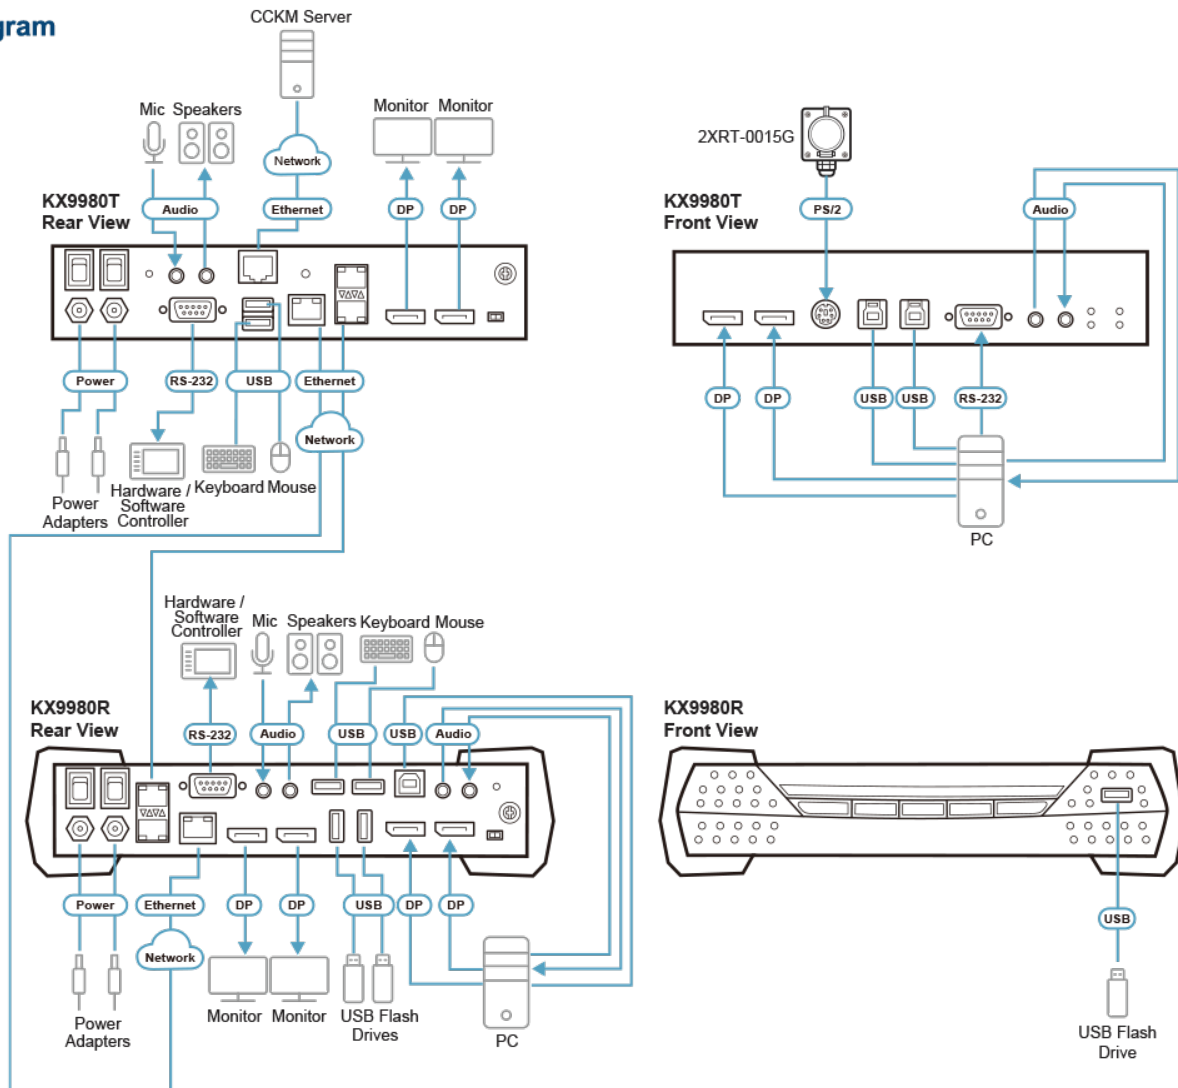 gram
CCKM Server
Mic Speakers
Monitor Monitor
Network
KX9980T
Rear View
Audio
Ethernet
DP
DP
Power
RS-232
USB
Ethernet
Network
Power
Adapters
Hardware /
Software
Controller
Keyboard Mouse
2XRT-0015G
KX9980T
Front View
PS/2
Audio
DP
DP
USB
USB
RS-232
PC
Hardware /
Software
Controller
Mic Speakers Keyboard Mouse
KX9980R
Rear View
RS-232
Audio
USB
USB
Audio
Power
Ethernet
DP
DP
USB
DP
DP
Network
Power
Adapters
Monitor Monitor
USB Flash
Drives
PC
KX9980R
Front View
USB
USB Flash
Drive